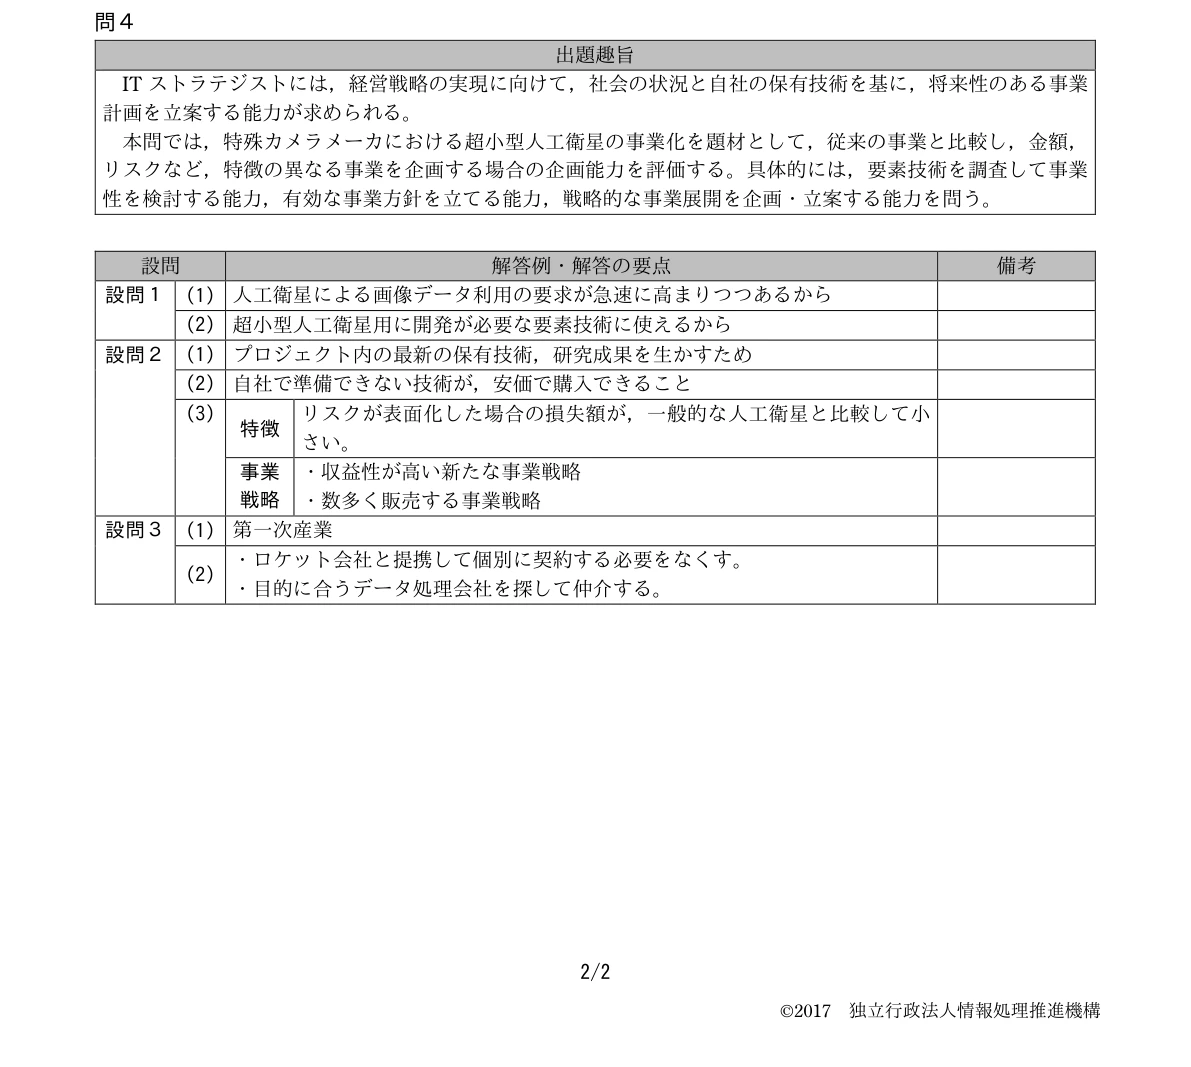 問４
出題趣旨
IT ストラテジストには，経営戦略の実現に向けて，社会の状況と自社の保有技術を基に，将来性のある事業
計画を立案する能力が求められる。
本問では，特殊カメラメーカにおける超小型人工衛星の事業化を題材として，従来の事業と比較し，金額，
リスクなど，特徴の異なる事業を企画する場合の企画能力を評価する。具体的には，要素技術を調査して事業
性を検討する能力，有効な事業方針を立てる能力，戦略的な事業展開を企画・立案する能力を問う。
設問 解答例・解答の要点 備考
設問１ (1) 人工衛星による画像データ利用の要求が急速に高まりつつあるから
(2) 超小型人工衛星用に開発が必要な要素技術に使えるから
設問２ (1) プロジェクト内の最新の保有技術，研究成果を生かすため
(2) 自社で準備できない技術が，安価で購入できること
(3) 特徴 リスクが表面化した場合の損失額が，一般的な人工衛星と比較して小
さい。
事業 ・収益性が高い新たな事業戦略
戦略 ・数多く販売する事業戦略
設問３ (1) 第一次産業
(2) ・ロケット会社と提携して個別に契約する必要をなくす。
・目的に合うデータ処理会社を探して仲介する。
2/2
©2017 独立行政法人情報処理推進機構